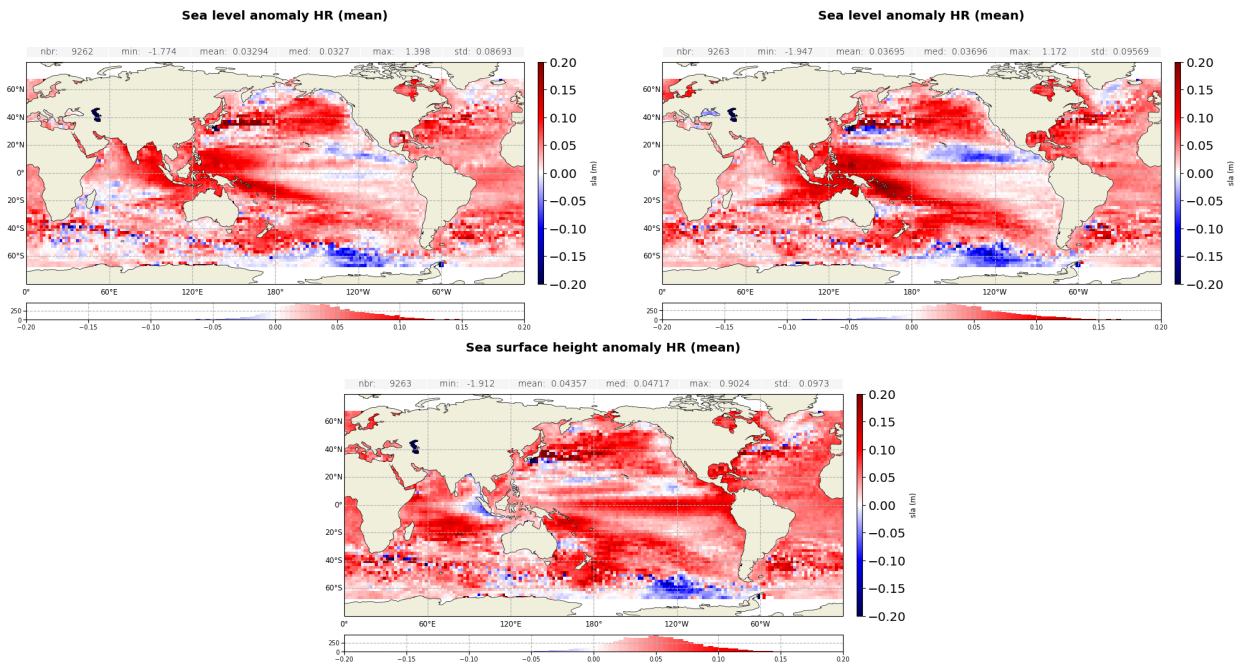 Sea level anomaly HR (mean)
nbr: 9262 min: -1.774 mean: 0.03294 med: 0.0327 max: 1.398 std: 0.08693
0.20
0.15
0.10
0.05
0.00
−0.05
−0.10
−0.15
−0.20
sla (m)
60°N
40°N
20°N
0°
20°S
40°S
60°S
0° 60°E 120°E 180° 120°W 60°W
250
0
−0.20 −0.15 −0.10 −0.05 0.00 0.05 0.10 0.15 0.20
Sea level anomaly HR (mean)
nbr: 9263 min: -1.947 mean: 0.03695 med: 0.03696 max: 1.172 std: 0.09569
0.20
0.15
0.10
0.05
0.00
−0.05
−0.10
−0.15
−0.20
sla (m)
60°N
40°N
20°N
0°
20°S
40°S
60°S
0° 60°E 120°E 180° 120°W 60°W
250
0
−0.20 −0.15 −0.10 −0.05 0.00 0.05 0.10 0.15 0.20
Sea surface height anomaly HR (mean)
nbr: 9263 min: -1.912 mean: 0.04357 med: 0.04717 max: 0.9024 std: 0.0973
0.20
0.15
0.10
0.05
0.00
−0.05
−0.10
−0.15
−0.20
sla (m)
60°N
40°N
20°N
0°
20°S
40°S
60°S
0° 60°E 120°E 180° 120°W 60°W
250
0
−0.20 −0.15 −0.10 −0.05 0.00 0.05 0.10 0.15 0.20